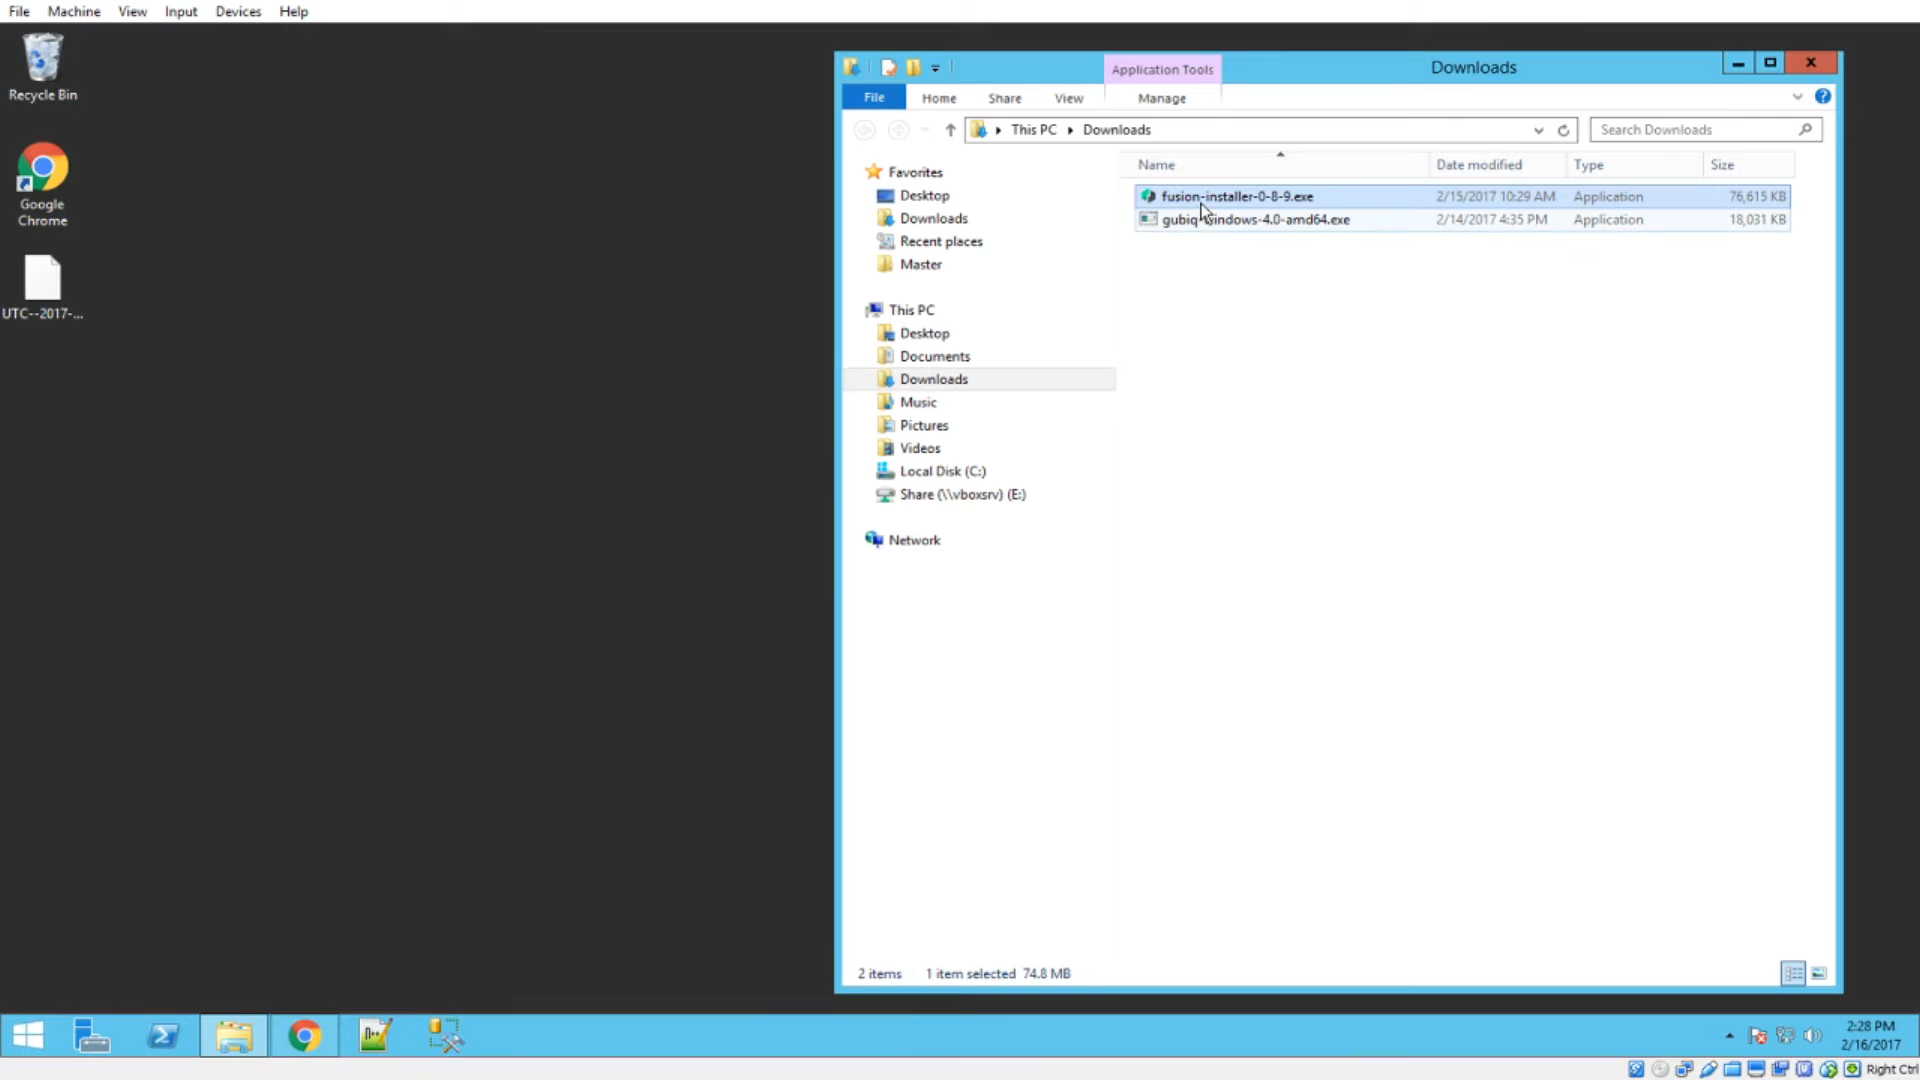 File Machine View Input Devices Help
Recycle Bin
Google
Chrome
UTC--2017-...
Application Tools
Downloads
File Home Share View Manage
This PC Downloads
Search Downloads
Name Date modified Type Size
fusion-installer-0-8-9.exe 2/15/2017 10:29 AM Application 76,615 KB
gubiq-windows-4.0-amd64.exe 2/14/2017 4:35 PM Application 18,031 KB
Favorites
Desktop
Downloads
Recent places
Master
This PC
Desktop
Documents
Downloads
Music
Pictures
Videos
Local Disk (C:)
Share (\\vboxsrv) (E:)
Network
2 items 1 item selected 74.8 MB
2:28 PM
2/16/2017
Right Ctrl